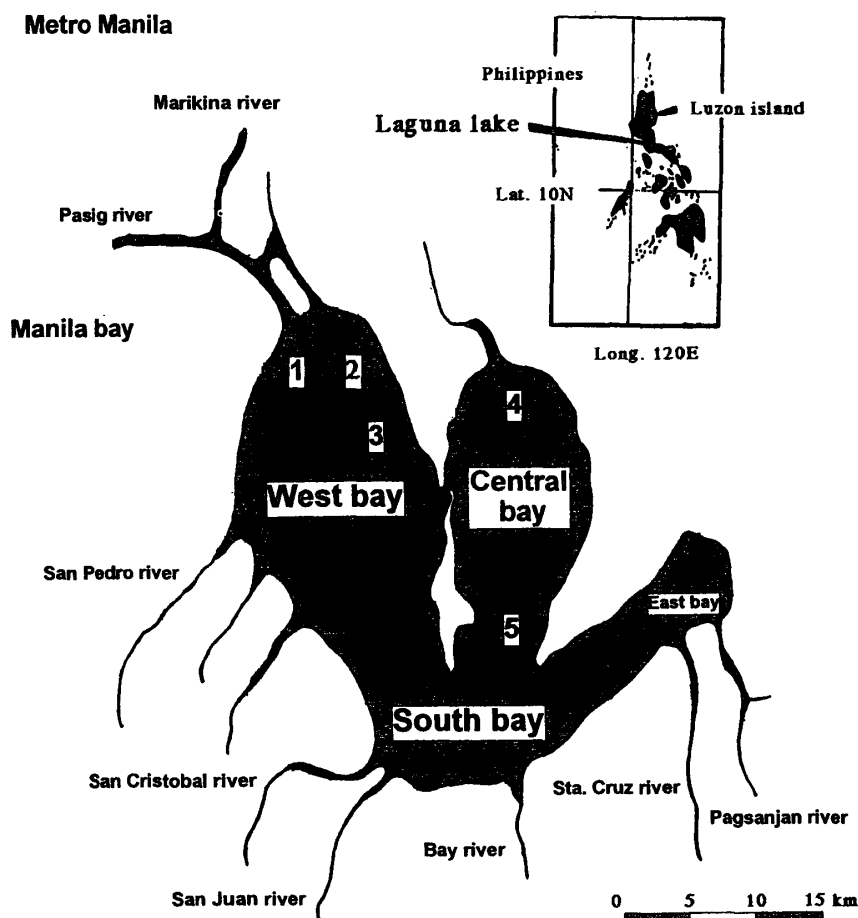 Metro Manila
Philippines
Marikina river
Luzon island
Laguna lake
Lat. 10N
Pasig river
Manila bay
Long. 120E
1
2
3
4
West bay
Central
bay
San Pedro river
East bay
5
South bay
San Cristobal river
Sta. Cruz river
Pagsanjan river
Bay river
San Juan river
0 5 10 15 km